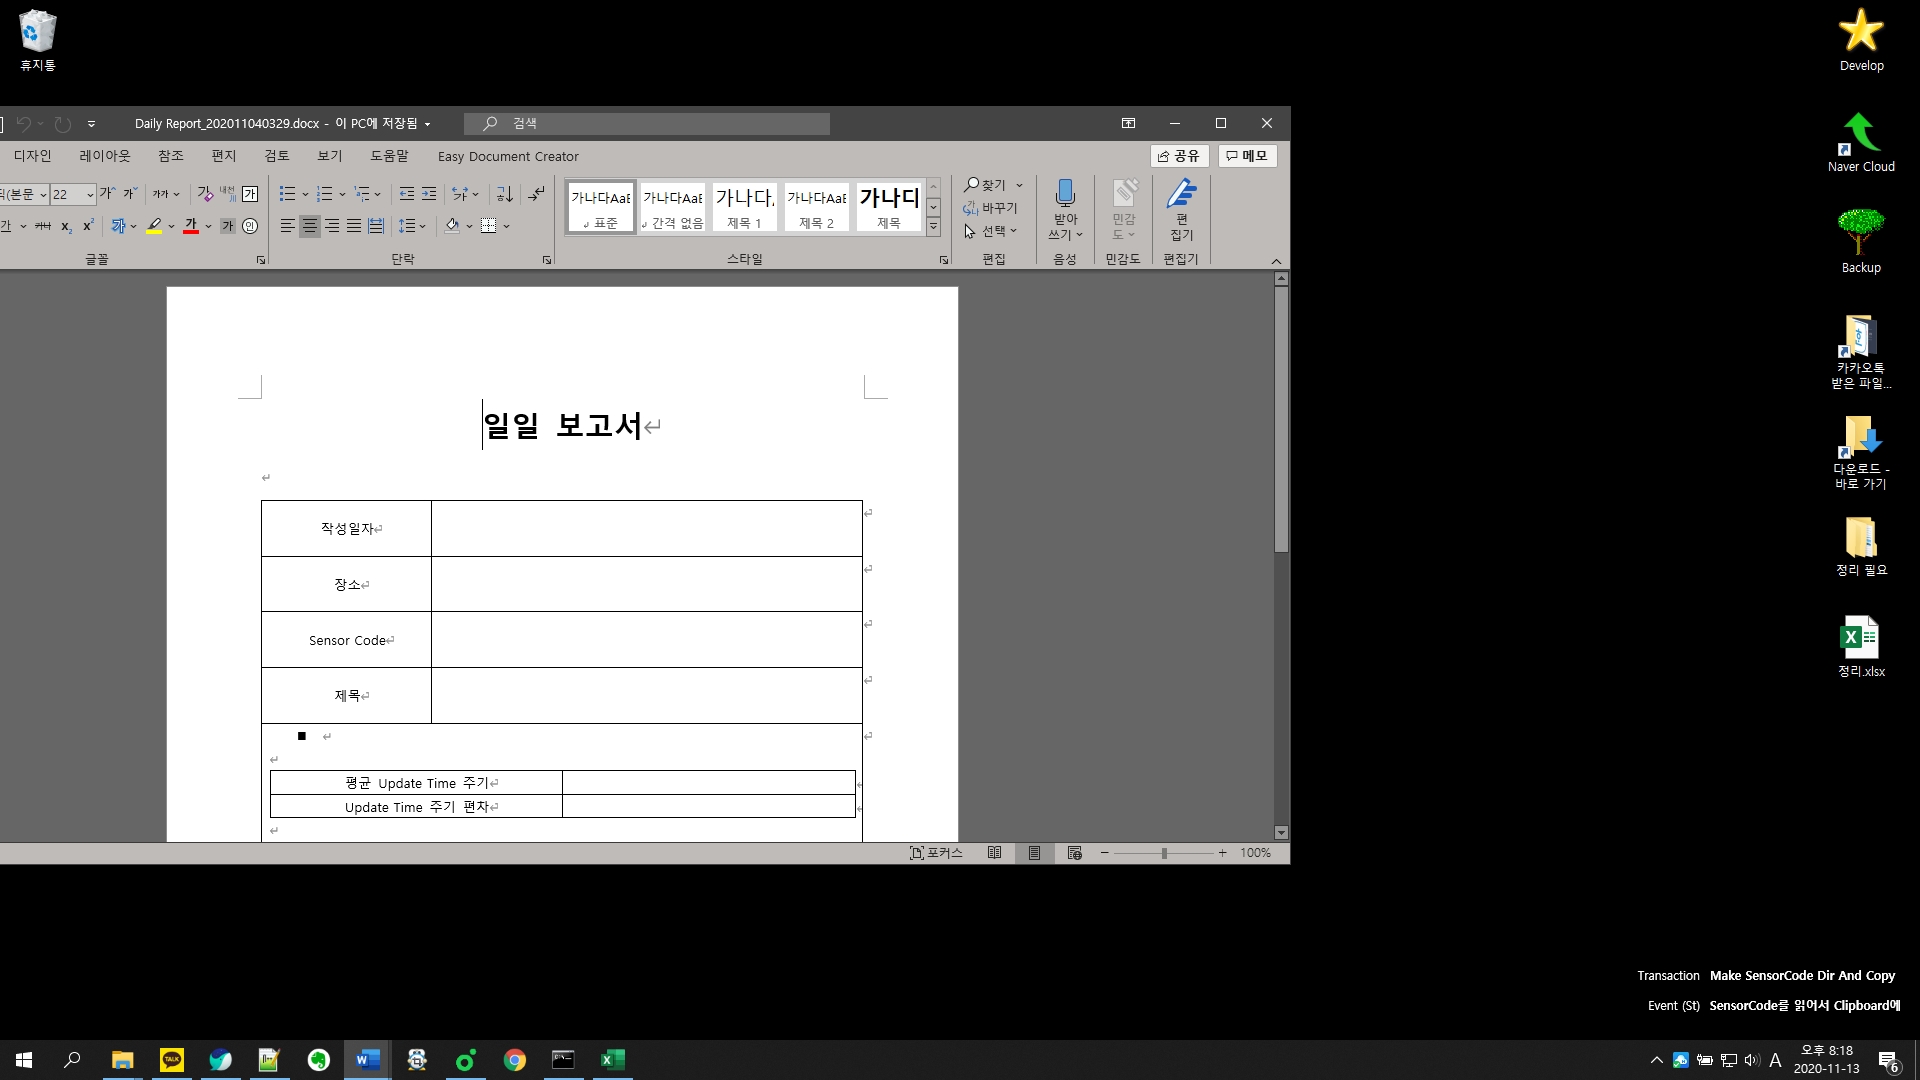 휴지통
Daily Report_202011040329.docx - 이 PC에 저장됨
검색
디자인 레이아웃 참조 편지 검토 보기 도움말 Easy Document Creator
공유 메모
22
가나다AaB 표준
가나다AaB 간격 없음
가나다 제목 1
가나다AaB 제목 2
가나다 제목
찾기
바꾸기
선택
받아
쓰기
민감
도
편
집기
글꼴 단락 스타일 편집 음성 민감도 편집기
일일 보고서
작성일자
장소
Sensor Code
제목
평균 Update Time 주기
Update Time 주기 편차
포커스
100%
Develop
Naver Cloud
Backup
카카오톡
받은 파일...
다운로드 -
바로 가기
정리 필요
정리.xlsx
Transaction Make SensorCode Dir And Copy
Event (St) SensorCode를 읽어서 Clipboard에
TALK
A
오후 8:18
2020-11-13
6